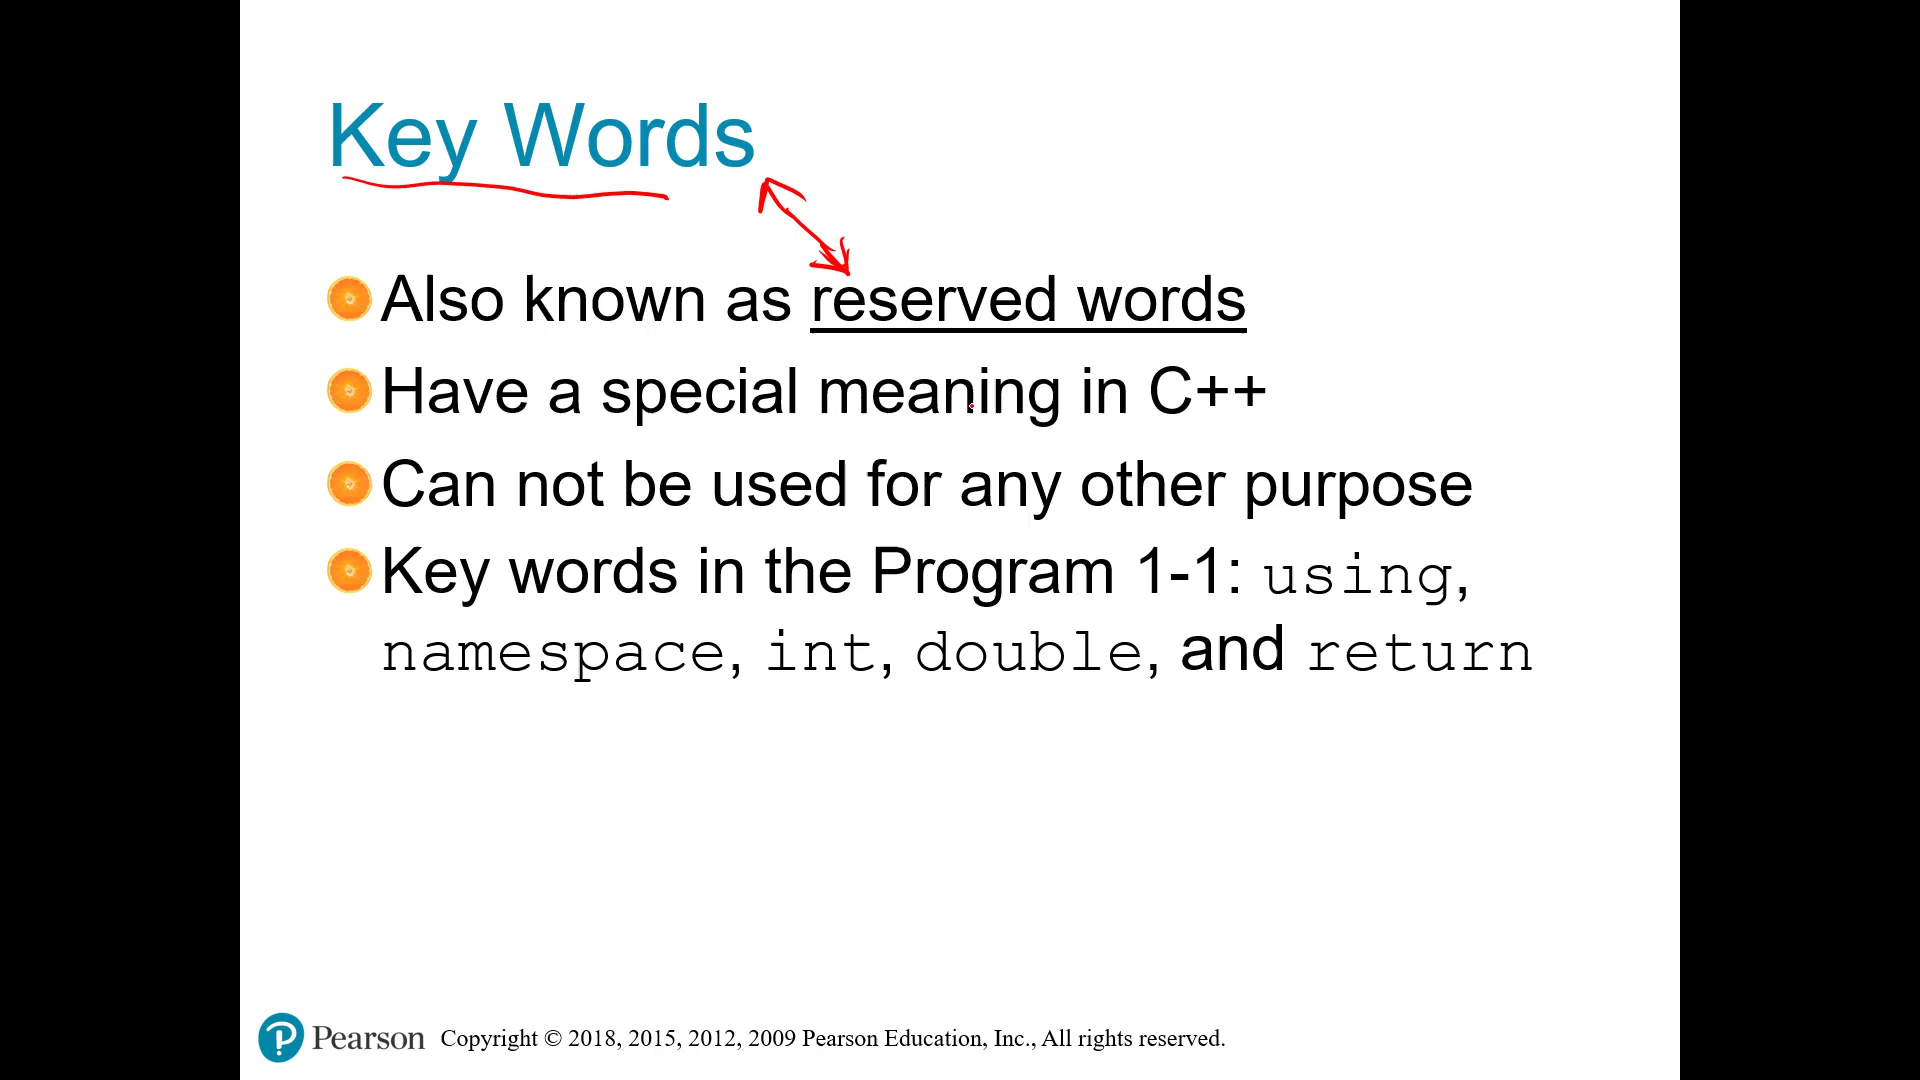 Key Words
Also known as reserved words
Have a special meaning in C++
Can not be used for any other purpose
Key words in the Program 1-1: using,
namespace, int, double, and return
Pearson Copyright © 2018, 2015, 2012, 2009 Pearson Education, Inc., All rights reserved.